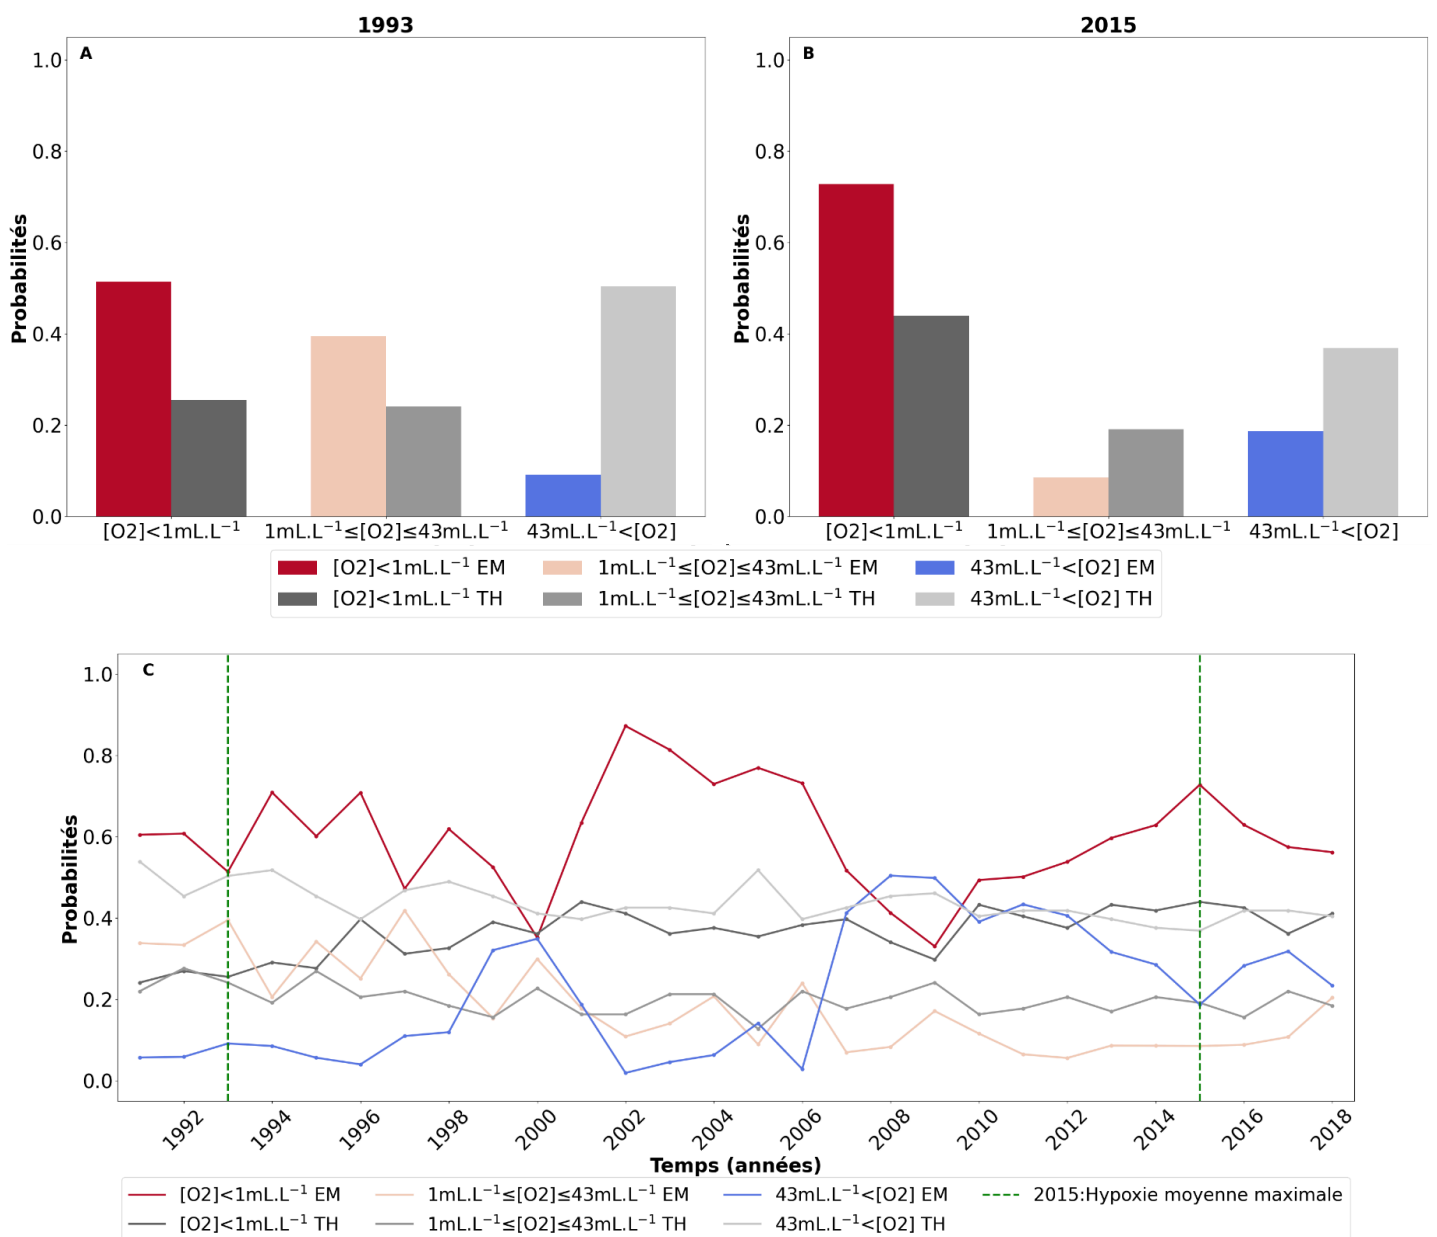 1993
A
1.0
0.8
0.6
0.4
0.2
0.0
Probabilités
[O2]<1mL.L⁻¹
1mL.L⁻¹≤[O2]≤43mL.L⁻¹
43mL.L⁻¹<[O2]
2015
B
1.0
0.8
0.6
0.4
0.2
0.0
Probabilités
[O2]<1mL.L⁻¹
1mL.L⁻¹≤[O2]≤43mL.L⁻¹
43mL.L⁻¹<[O2]
[O2]<1mL.L⁻¹ EM
1mL.L⁻¹≤[O2]≤43mL.L⁻¹ EM
43mL.L⁻¹<[O2] EM
[O2]<1mL.L⁻¹ TH
1mL.L⁻¹≤[O2]≤43mL.L⁻¹ TH
43mL.L⁻¹<[O2] TH
C
1.0
0.8
0.6
0.4
0.2
0.0
Probabilités
1992
1994
1996
1998
2000
2002
2004
2006
2008
2010
2012
2014
2016
2018
Temps (années)
[O2]<1mL.L⁻¹ EM
1mL.L⁻¹≤[O2]≤43mL.L⁻¹ EM
43mL.L⁻¹<[O2] EM
2015:Hypoxie moyenne maximale
[O2]<1mL.L⁻¹ TH
1mL.L⁻¹≤[O2]≤43mL.L⁻¹ TH
43mL.L⁻¹<[O2] TH